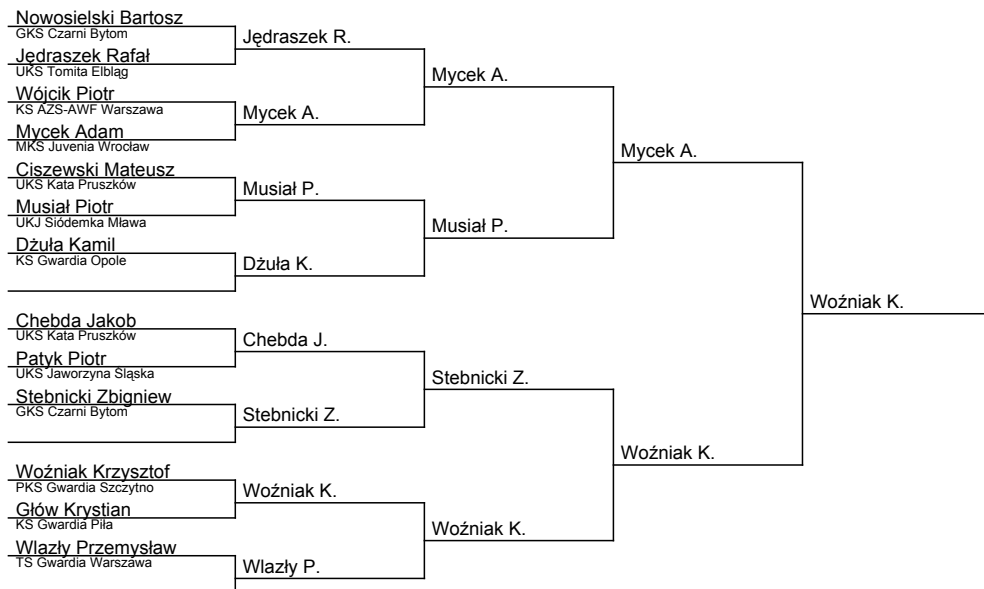 Nowosielski Bartosz
GKS Czarni Bytom
Jędraszek R.
Jędraszek Rafał
UKS Tomita Elbląg
Mycek A.
Wójcik Piotr
KS AZS-AWF Warszawa
Mycek A.
Mycek Adam
MKS Juvenia Wrocław
Mycek A.
Ciszewski Mateusz
UKS Kata Pruszków
Musiał P.
Musiał Piotr
UKJ Siódemka Mława
Musiał P.
Dżuła Kamil
KS Gwardia Opole
Dżuła K.
Woźniak K.
Chebda Jakob
UKS Kata Pruszków
Chebda J.
Patyk Piotr
UKS Jaworzyna Śląska
Stebnicki Z.
Stebnicki Zbigniew
GKS Czarni Bytom
Stebnicki Z.
Woźniak K.
Woźniak Krzysztof
PKS Gwardia Szczytno
Woźniak K.
Głów Krystian
KS Gwardia Piła
Woźniak K.
Wlazły Przemysław
TS Gwardia Warszawa
Wlazły P.